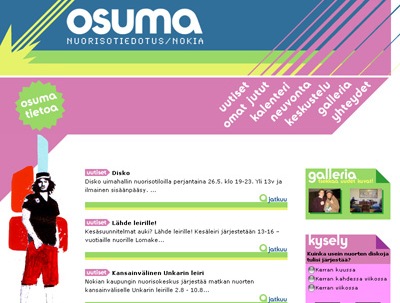 osuma
NUORISOTIEDOTUS/NOKIA
uutiset
omat jutut
kalenteri
neuvonta
keskustelu
galleria
yhteydet
osuma
tietoa
uutiset Disko
Disko uimahallin nuorisotiloilla perjantaina 26.5. klo 19-23. Yli 13v ja
ilmainen sisäänpääsy. ...
jatkuu
uutiset Lähde leirille!
Kesäsuunnitelmat auki? Lähde leirille! Kesälein järjestetään 13-16 –
vuotiaille nuorille Lomake...
jatkuu
uutiset Kansainvälinen Unkarin leiri
Nokian kaupungin nuorisokeskus järjestää matkan nuorten
kansainväliselle Unkarin leirille 2.8 - 10.8...
jatkuu
galleria
kysely
Kuinka usein nuorten diskoja
tulisi järjestää?
Kerran kuussa
Kerran kahdessa viikossa
Kerran viikossa